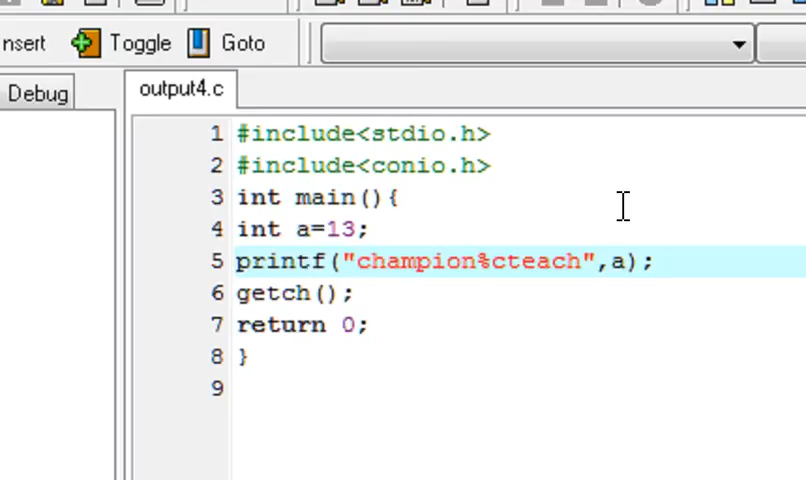 nsert Toggle Goto
Debug output4.c
1 #include<stdio.h>
2 #include<conio.h>
3 int main(){
4 int a=13;
5 printf("champion%cteach",a);
6 getch();
7 return 0;
8 }
9